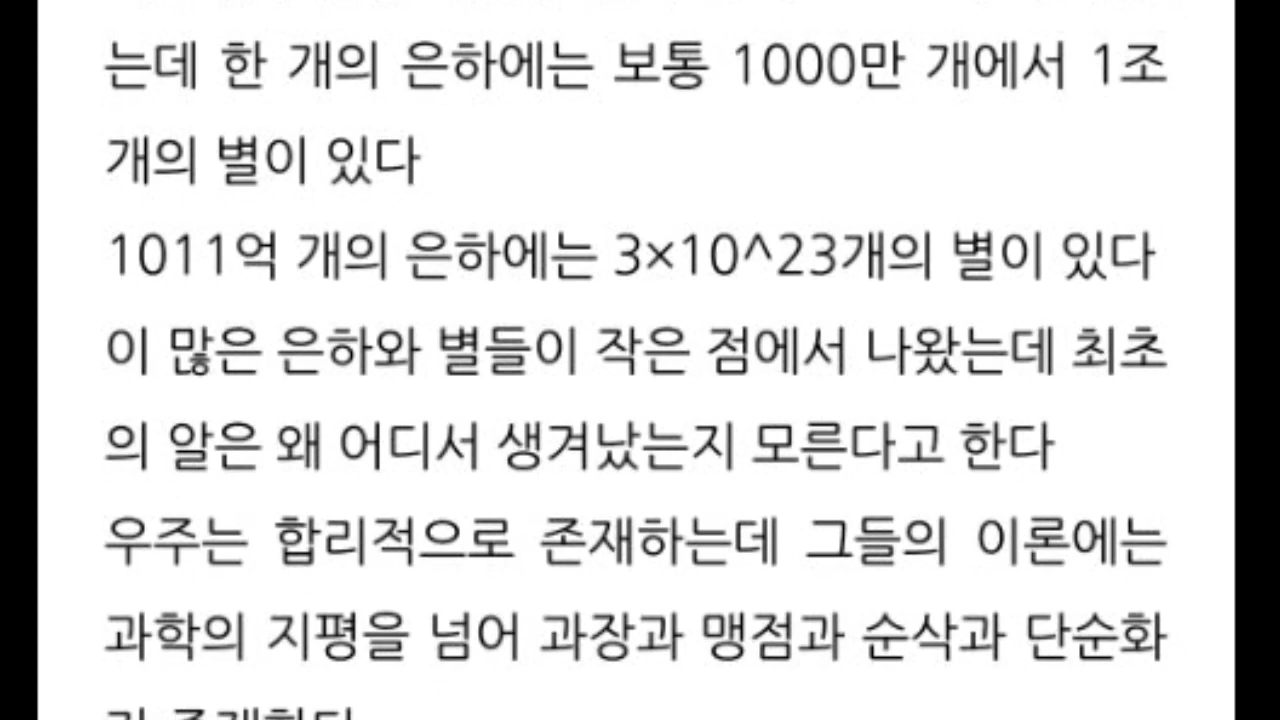 는데 한 개의 은하에는 보통 1000만 개에서 1조
개의 별이 있다
1011억 개의 은하에는 3×10^23개의 별이 있다
이 많은 은하와 별들이 작은 점에서 나왔는데 최초
의 알은 왜 어디서 생겨났는지 모른다고 한다
우주는 합리적으로 존재하는데 그들의 이론에는
과학의 지평을 넘어 과장과 맹점과 순삭과 단순화